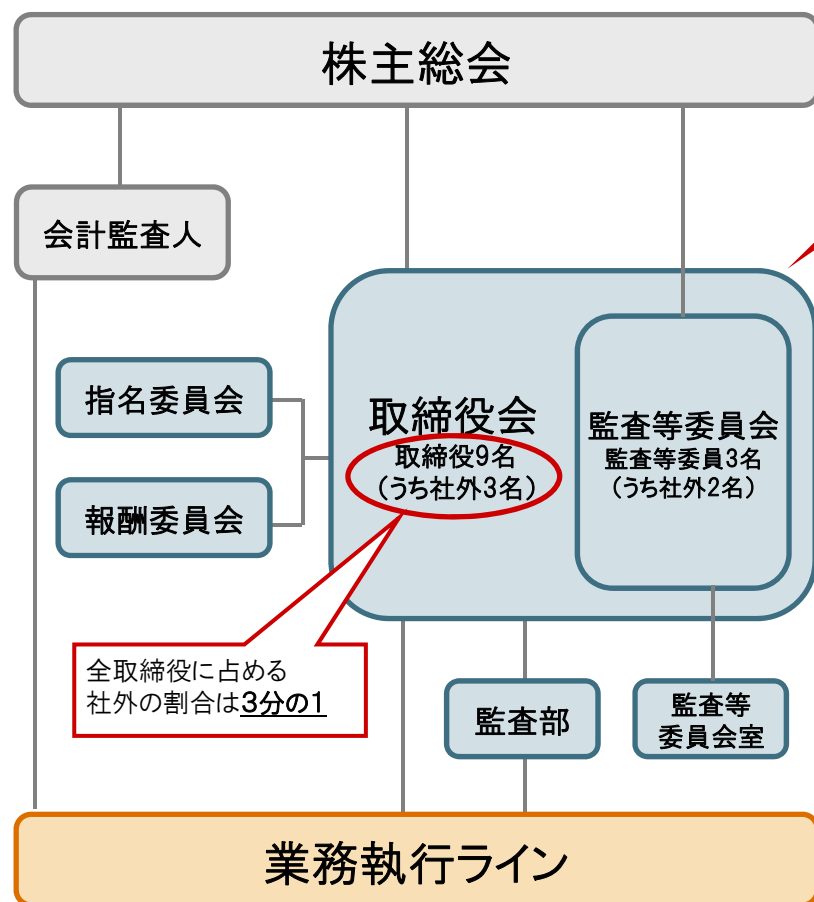 株主総会
会計監査人
指名委員会
報酬委員会
取締役会
取締役9名
（うち社外3名）
監査等委員会
監査等委員3名
（うち社外2名）
全取締役に占める
社外の割合は3分の1
監査部
監査等
委員会室
業務執行ライン